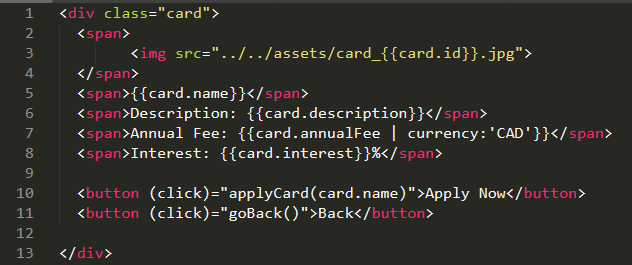 1 <div class="card">
2 <span>
3 <img src="../../assets/card_{{card.id}}.jpg">
4 </span>
5 <span>{{card.name}}</span>
6 <span>Description: {{card.description}}</span>
7 <span>Annual Fee: {{card.annualFee | currency:'CAD'}}</span>
8 <span>Interest: {{card.interest}}%</span>
9
10 <button (click)="applyCard(card.name)">Apply Now</button>
11 <button (click)="goBack()">Back</button>
12
13 </div>